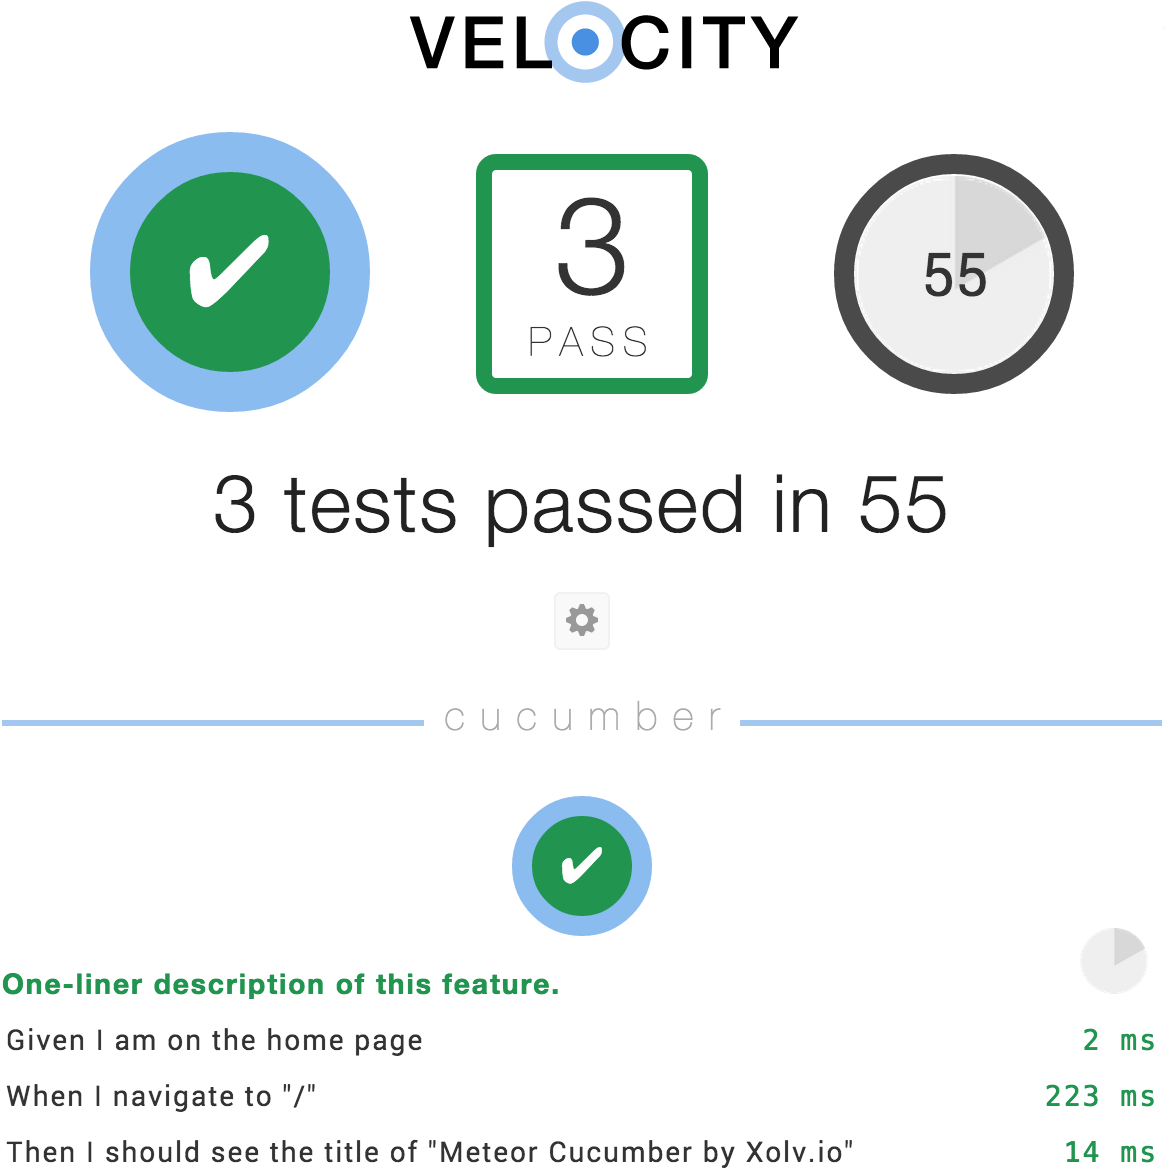 VELOCITY
3
PASS
55
3 tests passed in 55
cucumber
One-liner description of this feature.
Given I am on the home page 2 ms
When I navigate to "/" 223 ms
Then I should see the title of "Meteor Cucumber by Xolv.io" 14 ms